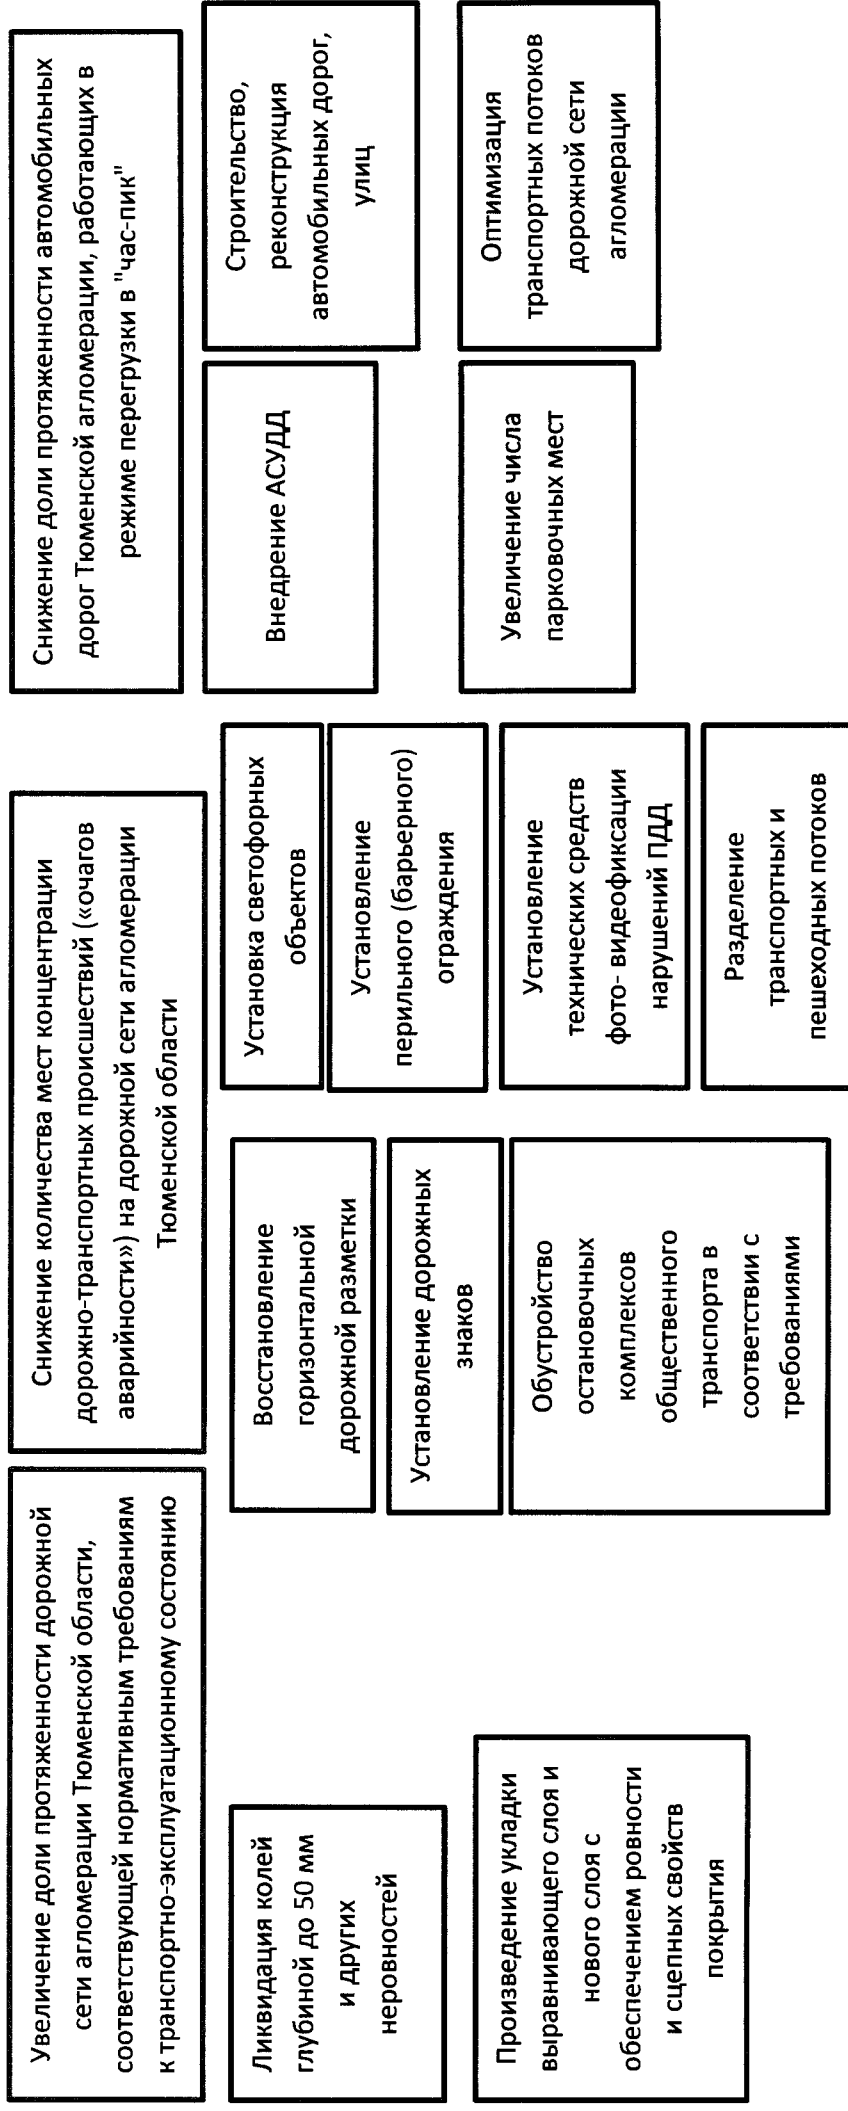 Увеличение доли протяженности дорожной
сети агломерации Тюменской области,
соответствующей нормативным требованиям
к транспортно-эксплуатационному состоянию
Снижение количества мест концентрации
дорожно-транспортных происшествий («очагов
аварийности») на дорожной сети агломерации
Тюменской области
Снижение доли протяженности автомобильных
дорог Тюменской агломерации, работающих в
режиме перегрузки в "час-пик"
Ликвидация колей
глубиной до 50 мм
и других
неровностей
Произведение укладки
выравнивающего слоя и
нового слоя с
обеспечением ровности
и сцепных свойств
покрытия
Восстановление
горизонтальной
дорожной разметки
Установление дорожных
знаков
Обустройство
остановочных
комплексов
общественного
транспорта в
соответствии с
требованиями
Установка светофорных
объектов
Установление
перильного (барьерного)
ограждения
Установление
технических средств
фото- видеофиксации
нарушений ПДД
Разделение
транспортных и
пешеходных потоков
Внедрение АСУДД
Увеличение числа
парковочных мест
Строительство,
реконструкция
автомобильных дорог,
улиц
Оптимизация
транспортных потоков
дорожной сети
агломерации